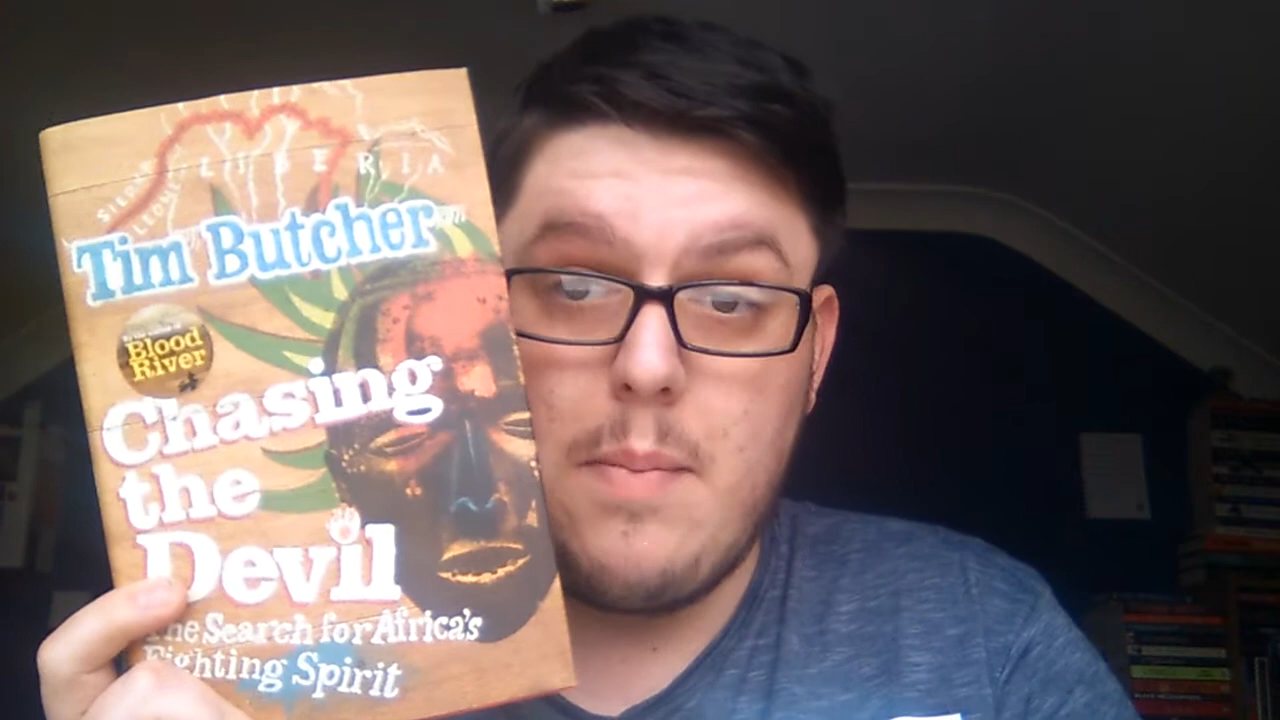 LIBERIA
SIERRA
LEONE
Tim Butcher
Blood
River
Chasing
the
Devil
The Search for Africa's
Fighting Spirit